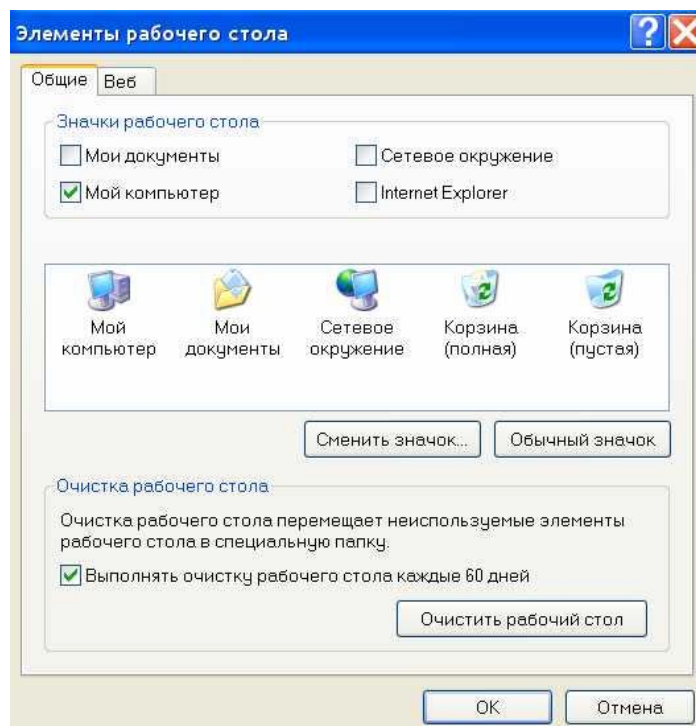 Элементы рабочего стола
?
Общие Веб
Значки рабочего стола
Мои документы
Сетевое окружение
Мой компьютер
Internet Explorer
Мой
компьютер
Мои
документы
Сетевое
окружение
Корзина
(полная)
Корзина
(пустая)
Сменить значок... Обычный значок
Очистка рабочего стола
Очистка рабочего стола перемещает неиспользуемые элементы
рабочего стола в специальную папку.
Выполнять очистку рабочего стола каждые 60 дней
Очистить рабочий стол
OK Отмена